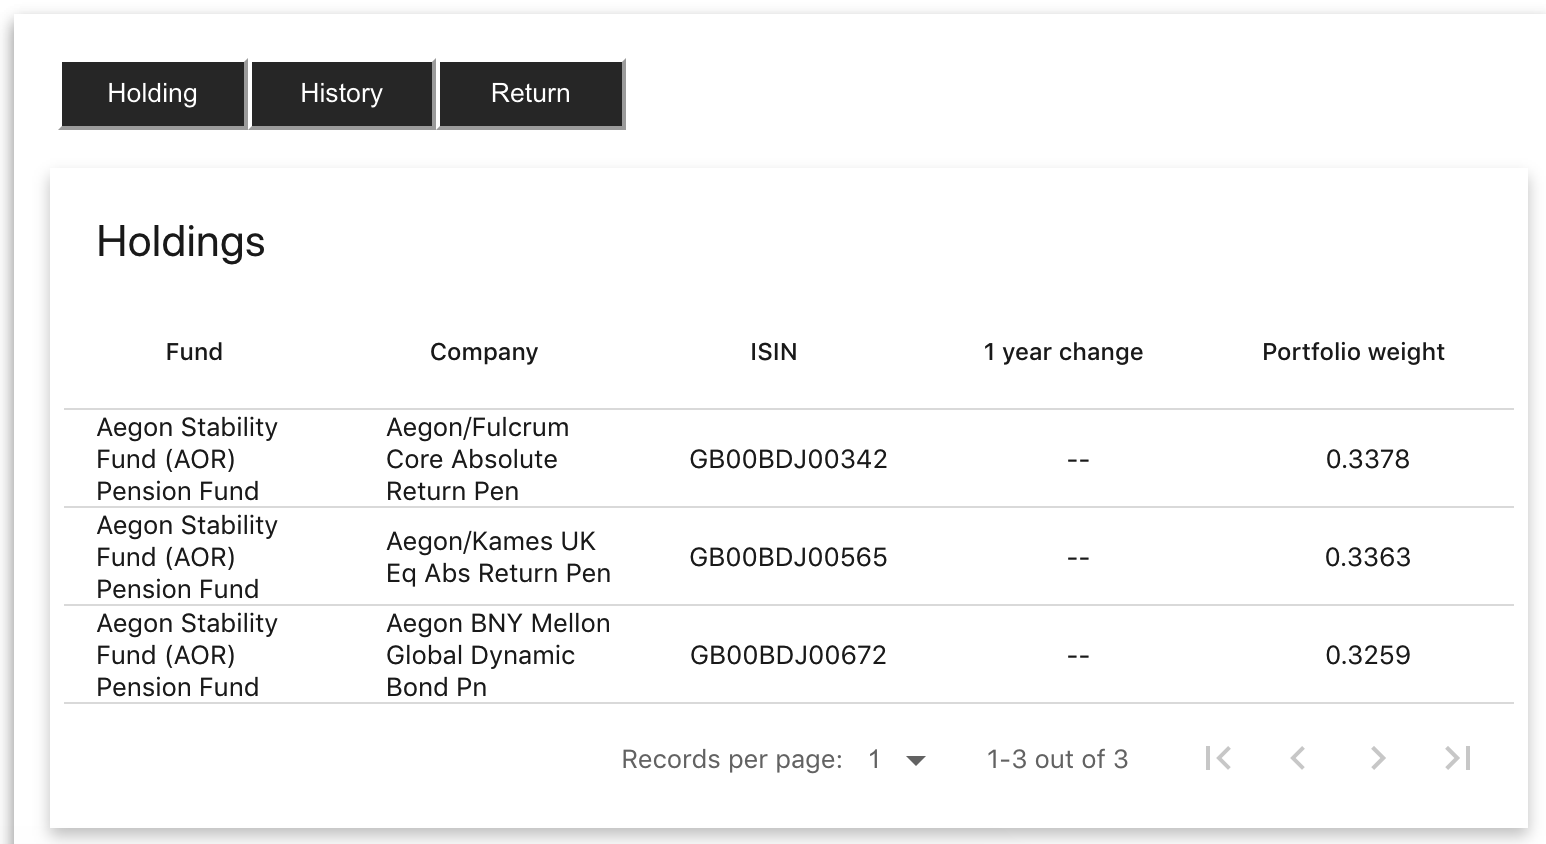 Holding History Return
Holdings
Fund Company ISIN 1 year change Portfolio weight
Aegon Stability Fund (AOR) Pension Fund Aegon/Fulcrum Core Absolute Return Pen GB00BDJ00342 -- 0.3378
Aegon Stability Fund (AOR) Pension Fund Aegon/Kames UK Eq Abs Return Pen GB00BDJ00565 -- 0.3363
Aegon Stability Fund (AOR) Pension Fund Aegon BNY Mellon Global Dynamic Bond Pn GB00BDJ00672 -- 0.3259
Records per page: 1 1-3 out of 3